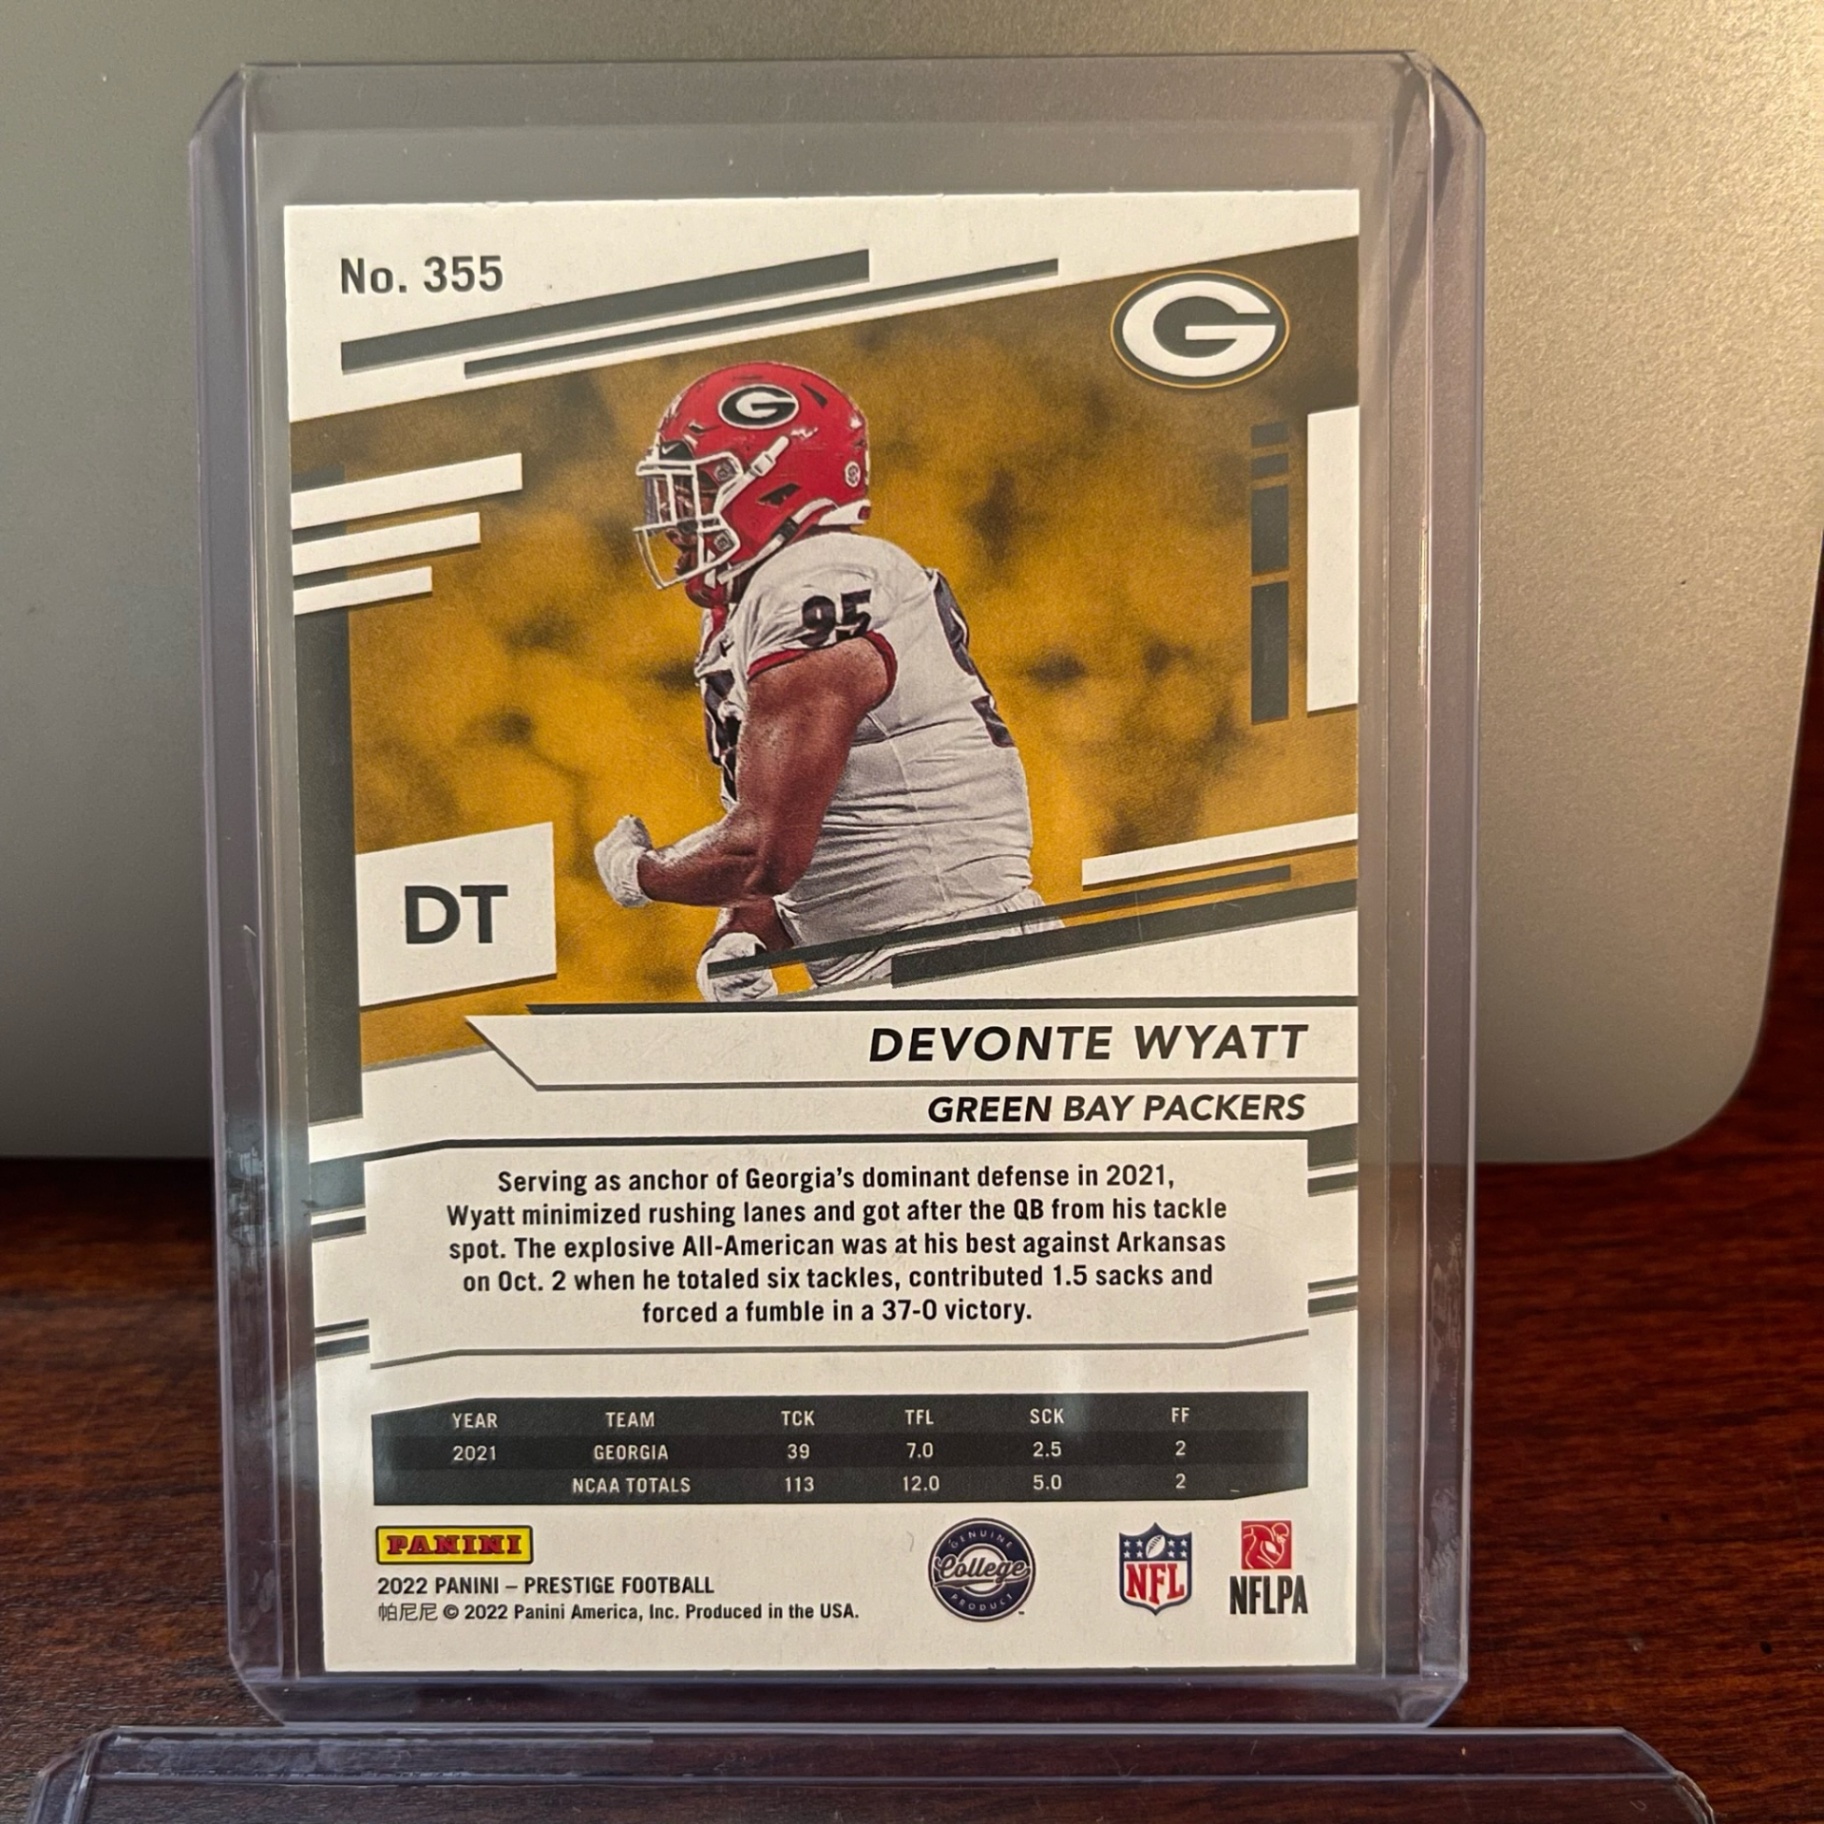 No. 355
G
G
95
DT
DEVONTE WYATT
GREEN BAY PACKERS
Serving as anchor of Georgia's dominant defense in 2021,
Wyatt minimized rushing lanes and got after the QB from his tackle
spot. The explosive All-American was at his best against Arkansas
on Oct. 2 when he totaled six tackles, contributed 1.5 sacks and
forced a fumble in a 37-0 victory.
YEAR TEAM TCK TFL SCK FF
2021 GEORGIA 39 7.0 2.5 2
NCAA TOTALS 113 12.0 5.0 2
PANINI
2022 PANINI – PRESTIGE FOOTBALL
帕尼尼 © 2022 Panini America, Inc. Produced in the USA.
GENUINE
College
PRODUCT
NFL
NFLPA